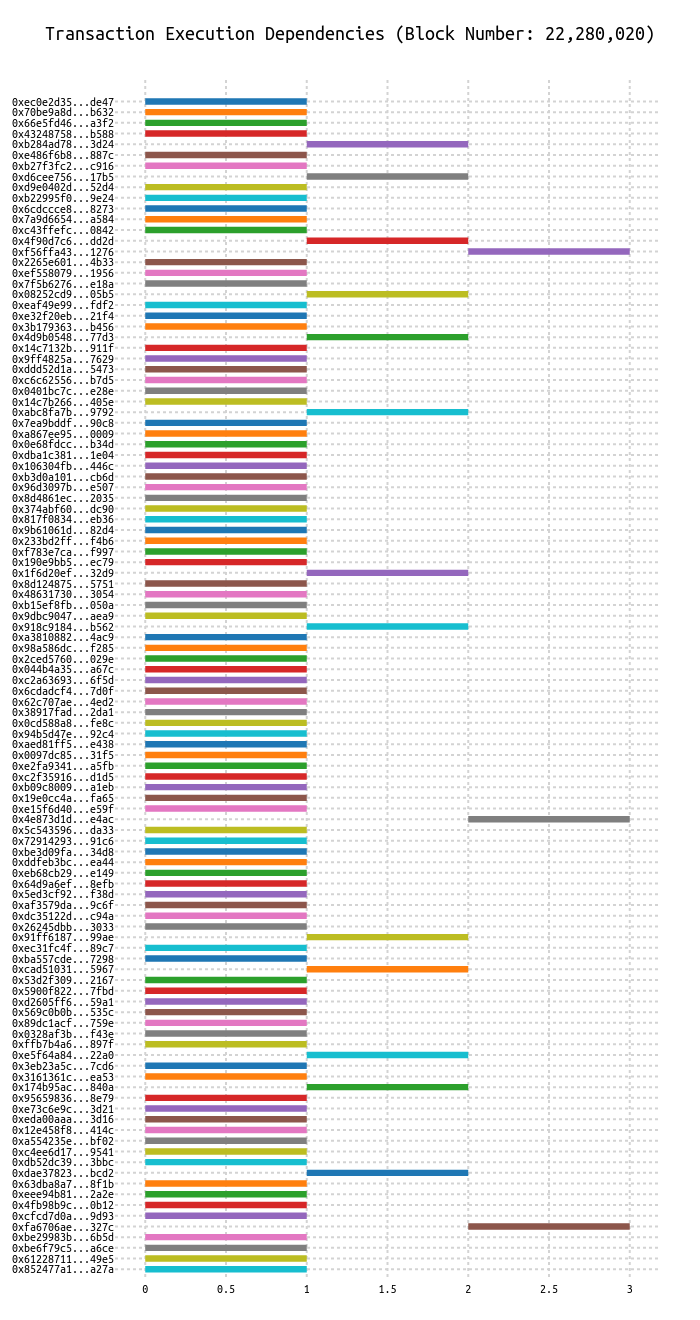 Transaction Execution Dependencies (Block Number: 22,280,020)
0xec0e2d35...de47
0x70be9a8d...b632
0x66e5fd46...a3f2
0x43248758...b588
0xb284ad78...3d24
0xe486f6b8...887c
0xb27f3fc2...c916
0xd6cee756...17b5
0xd9e0402d...52d4
0xb22995f0...9e24
0x6cdccce8...8273
0x7a9d6654...a584
0xc43ffefc...0842
0x4f90d7c6...dd2d
0xf56ffa43...1276
0x2265e601...4b33
0xef558079...1956
0x7f5b6276...e18a
0x08252cd9...05b5
0xeaf49e99...fdf2
0xe32f20eb...21f4
0x3b179363...b456
0x4d9b0548...77d3
0x14c7132b...911f
0x9ff4825a...7629
0xddd52d1a...5473
0xc6c62556...b7d5
0x0401bc7c...e28e
0x14c7b266...405e
0xabc8fa7b...9792
0x7ea9bddf...90c8
0xa867ee95...0009
0x0e68fdcc...b34d
0xdba1c381...1e04
0x106304fb...446c
0xb3d0a101...cb6d
0x96d3097b...e507
0x8d4861ec...2035
0x374abf60...dc90
0x817f0834...eb36
0x9b61061d...82d4
0x233bd2ff...f4b6
0xf783e7ca...f997
0x190e9bb5...ec79
0x1f6d20ef...32d9
0x8d124875...5751
0x48631730...3054
0xb15ef8fb...050a
0x9dbc9047...aea9
0x918c9184...b562
0xa3810882...4ac9
0x98a586dc...f285
0x2ced5760...029e
0x044b4a35...a67c
0xc2a63693...6f5d
0x6cdadcf4...7d0f
0x62c707ae...4ed2
0x38917fad...2da1
0x0cd588a8...fe8c
0x94b5d47e...92c4
0xaed81ff5...e438
0x0097dc85...31f5
0xe2fa9341...a5fb
0xc2f35916...d1d5
0xb09c8009...a1eb
0x19e0cc4a...fa65
0xe15f6d40...e59f
0x4e873d1d...e4ac
0x5c543596...da33
0x72914293...91c6
0xbe3d09fa...34d8
0xddfeb3bc...ea44
0xeb68cb29...e149
0x64d9a6ef...8efb
0x5ed3cf92...f38d
0xaf3579da...9c6f
0xdc35122d...c94a
0x26245dbb...3033
0x91ff6187...99ae
0xec31fc4f...89c7
0xba557cde...7298
0xcad51031...5967
0x53d2f309...2167
0x5900f822...7fbd
0xd2605ff6...59a1
0x569c0b0b...535c
0x89dc1acf...759e
0x0328af3b...f43e
0xffb7b4a6...897f
0xe5f64a84...22a0
0x3eb23a5c...7cd6
0x3161361c...ea53
0x174b95ac...840a
0x95659836...8e79
0xe73c6e9c...3d21
0xeda00aaa...3d16
0x12e458f8...414c
0xa554235e...bf02
0xc4ee6d17...9541
0xdb52dc39...3bbc
0xdae37823...bcd2
0x63dba8a7...8f1b
0xeee94b81...2a2e
0x4fb98b9c...0b12
0xcfcd7d0a...9d93
0xfa6706ae...327c
0xbe29983b...6b5d
0xbe6f79c5...a6ce
0x61228711...49e5
0x852477a1...a27a
0 0.5 1 1.5 2 2.5 3